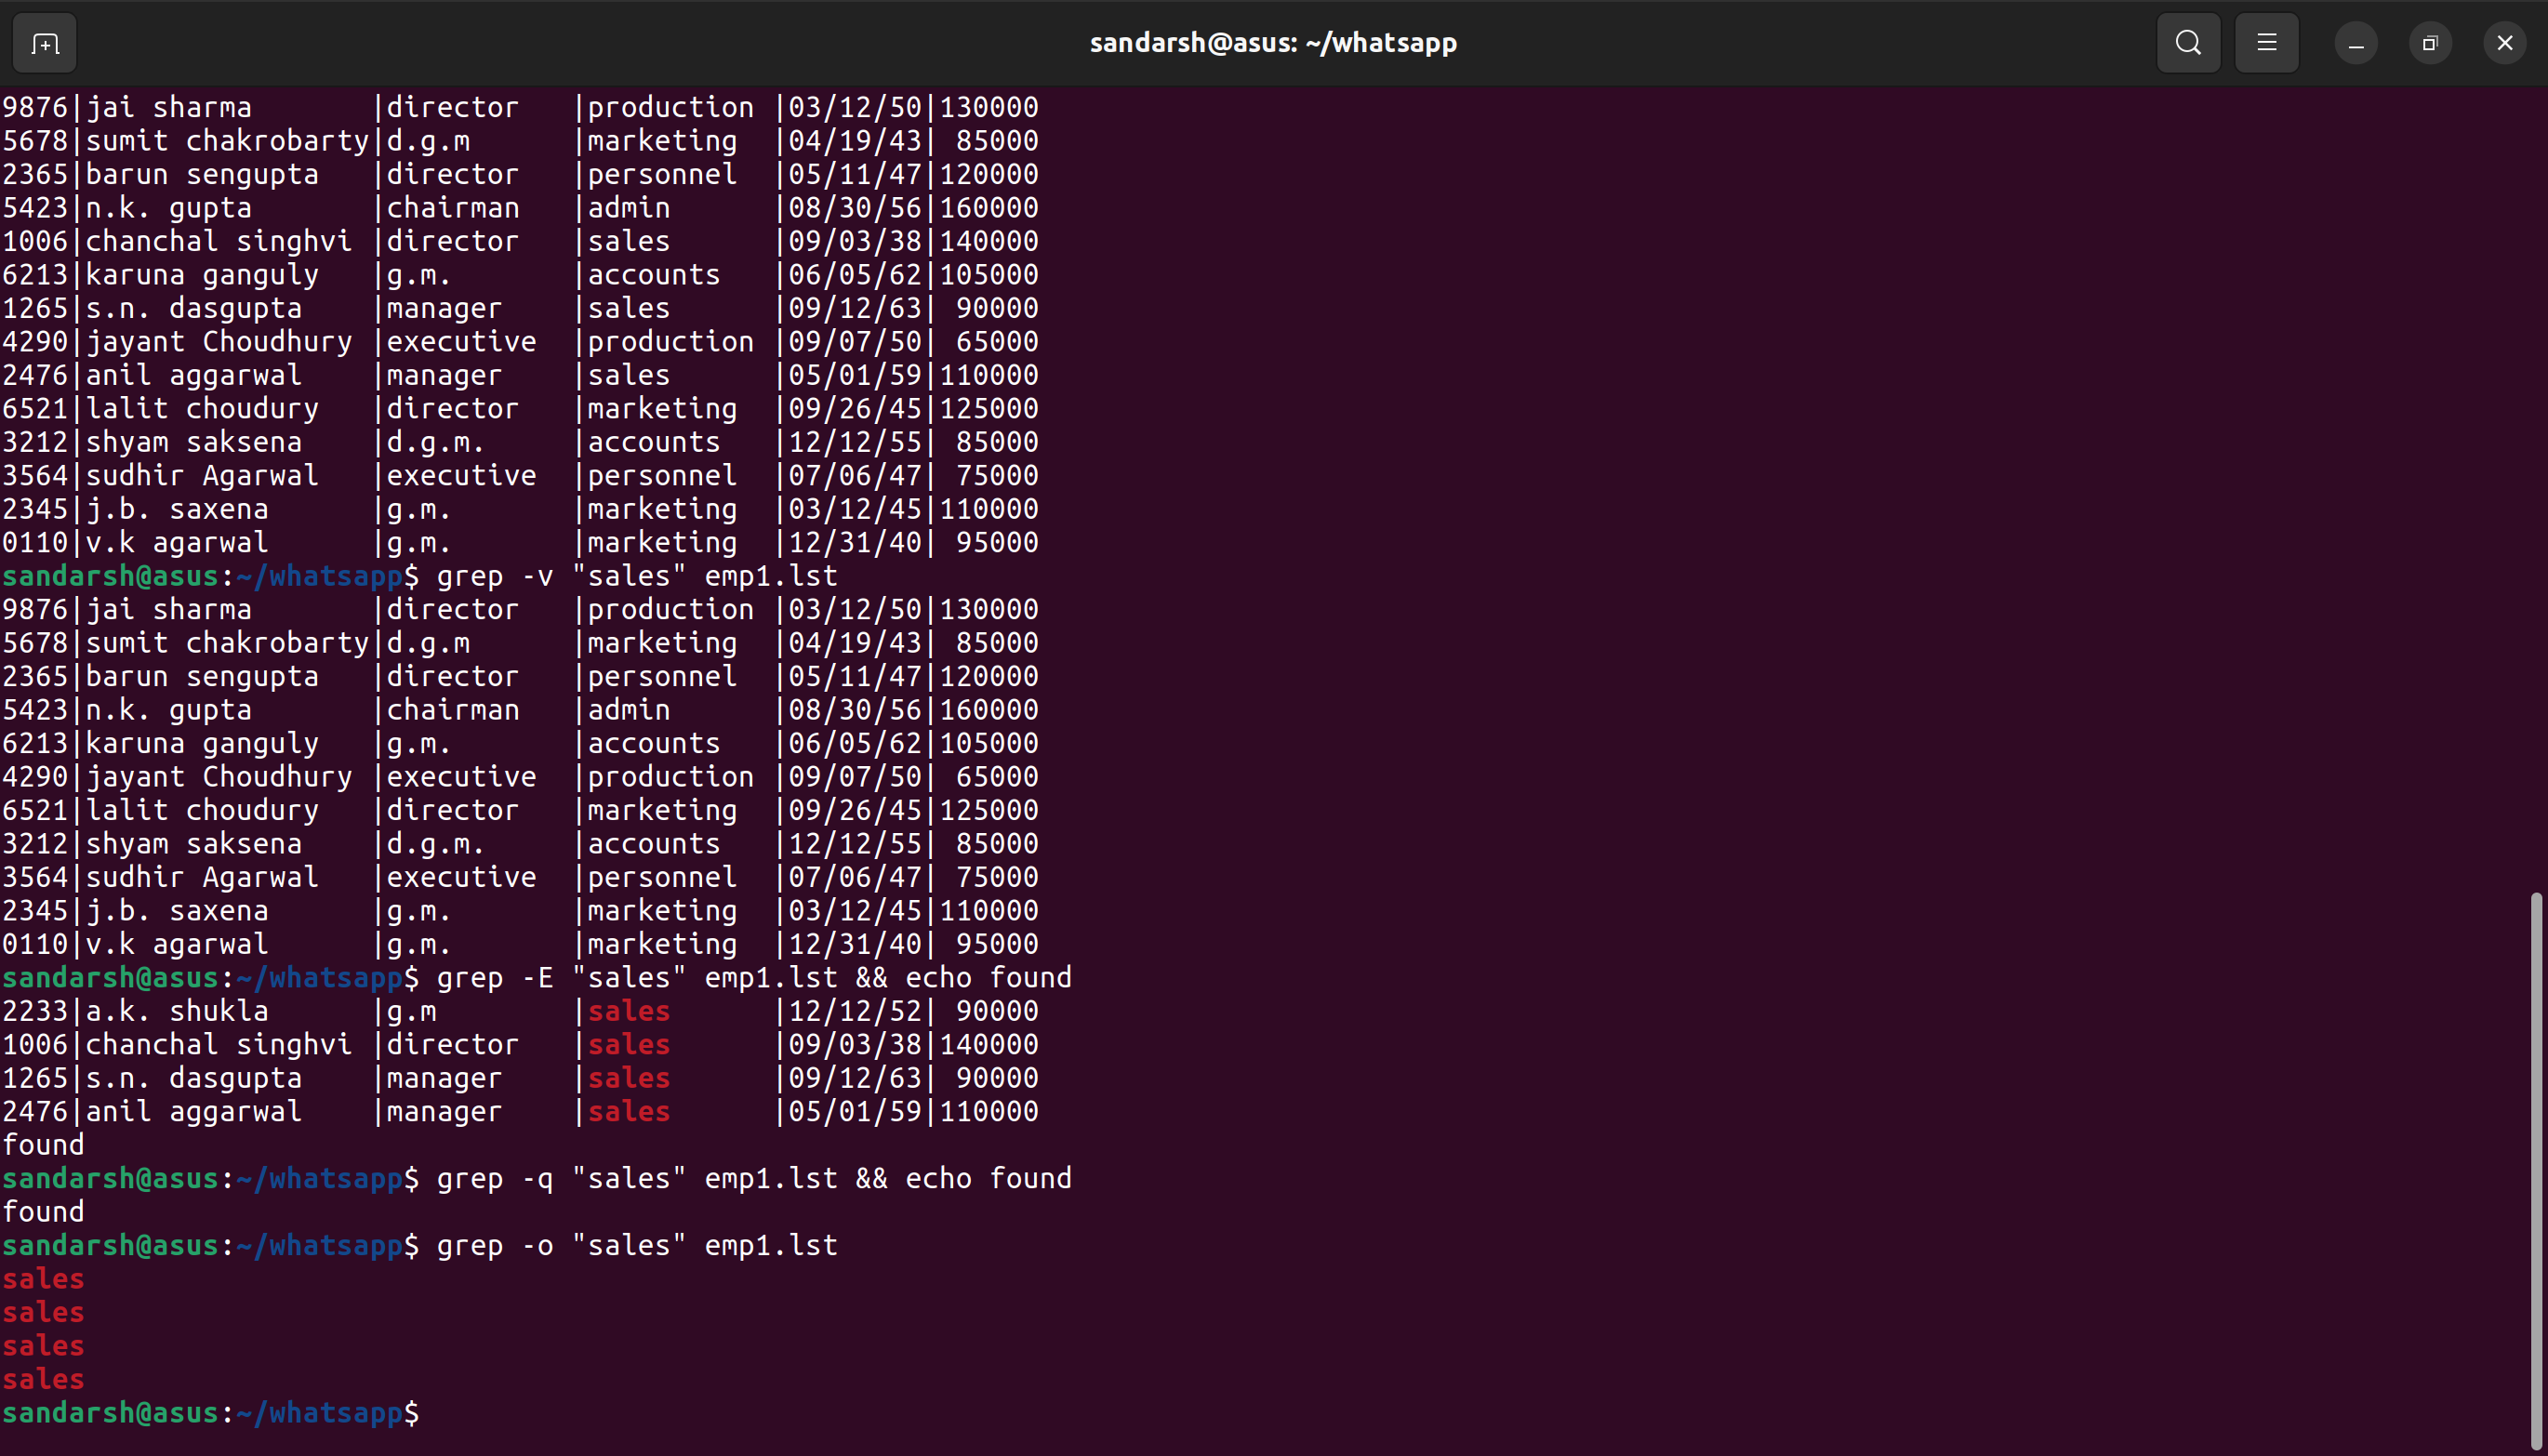 sandarsh@asus: ~/whatsapp
9876|jai sharma      |director   |production |03/12/50|130000
5678|sumit chakrobarty|d.g.m      |marketing  |04/19/43| 85000
2365|barun sengupta   |director   |personnel  |05/11/47|120000
5423|n.k. gupta       |chairman   |admin      |08/30/56|160000
1006|chanchal singhvi |director   |sales      |09/03/38|140000
6213|karuna ganguly   |g.m.       |accounts   |06/05/62|105000
1265|s.n. dasgupta    |manager    |sales      |09/12/63| 90000
4290|jayant Choudhury |executive  |production |09/07/50| 65000
2476|anil aggarwal    |manager    |sales      |05/01/59|110000
6521|lalit choudury   |director   |marketing  |09/26/45|125000
3212|shyam saksena    |d.g.m.     |accounts   |12/12/55| 85000
3564|sudhir Agarwal   |executive  |personnel  |07/06/47| 75000
2345|j.b. saxena      |g.m.       |marketing  |03/12/45|110000
0110|v.k agarwal      |g.m.       |marketing  |12/31/40| 95000
sandarsh@asus:~/whatsapp$ grep -v "sales" emp1.lst
9876|jai sharma       |director   |production |03/12/50|130000
5678|sumit chakrobarty|d.g.m      |marketing  |04/19/43| 85000
2365|barun sengupta   |director   |personnel  |05/11/47|120000
5423|n.k. gupta       |chairman   |admin      |08/30/56|160000
6213|karuna ganguly   |g.m.       |accounts   |06/05/62|105000
4290|jayant Choudhury |executive  |production |09/07/50| 65000
6521|lalit choudury   |director   |marketing  |09/26/45|125000
3212|shyam saksena    |d.g.m.     |accounts   |12/12/55| 85000
3564|sudhir Agarwal   |executive  |personnel  |07/06/47| 75000
2345|j.b. saxena      |g.m.       |marketing  |03/12/45|110000
0110|v.k agarwal      |g.m.       |marketing  |12/31/40| 95000
sandarsh@asus:~/whatsapp$ grep -E "sales" emp1.lst && echo found
2233|a.k. shukla      |g.m        |sales      |12/12/52| 90000
1006|chanchal singhvi |director   |sales      |09/03/38|140000
1265|s.n. dasgupta    |manager    |sales      |09/12/63| 90000
2476|anil aggarwal    |manager    |sales      |05/01/59|110000
found
sandarsh@asus:~/whatsapp$ grep -q "sales" emp1.lst && echo found
found
sandarsh@asus:~/whatsapp$ grep -o "sales" emp1.lst
sales
sales
sales
sales
sandarsh@asus:~/whatsapp$